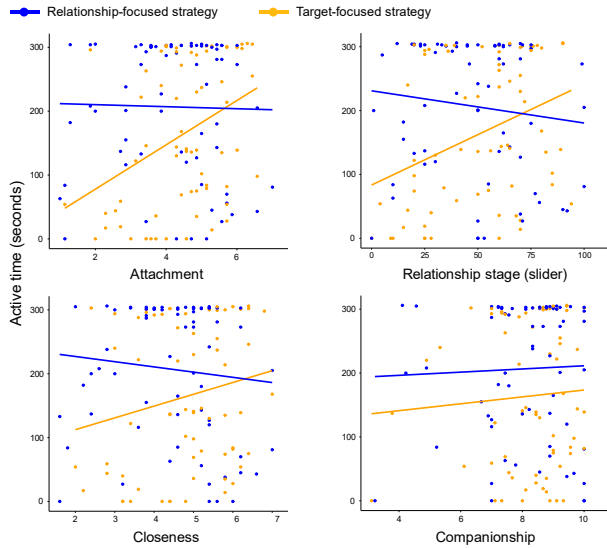 Relationship-focused strategy Target-focused strategy
Active time (seconds)
300
200
100
0
2 4 6
Attachment
300
200
100
0
0 25 50 75 100
Relationship stage (slider)
300
200
100
0
2 3 4 5 6 7
Closeness
300
200
100
0
4 6 8 10
Companionship